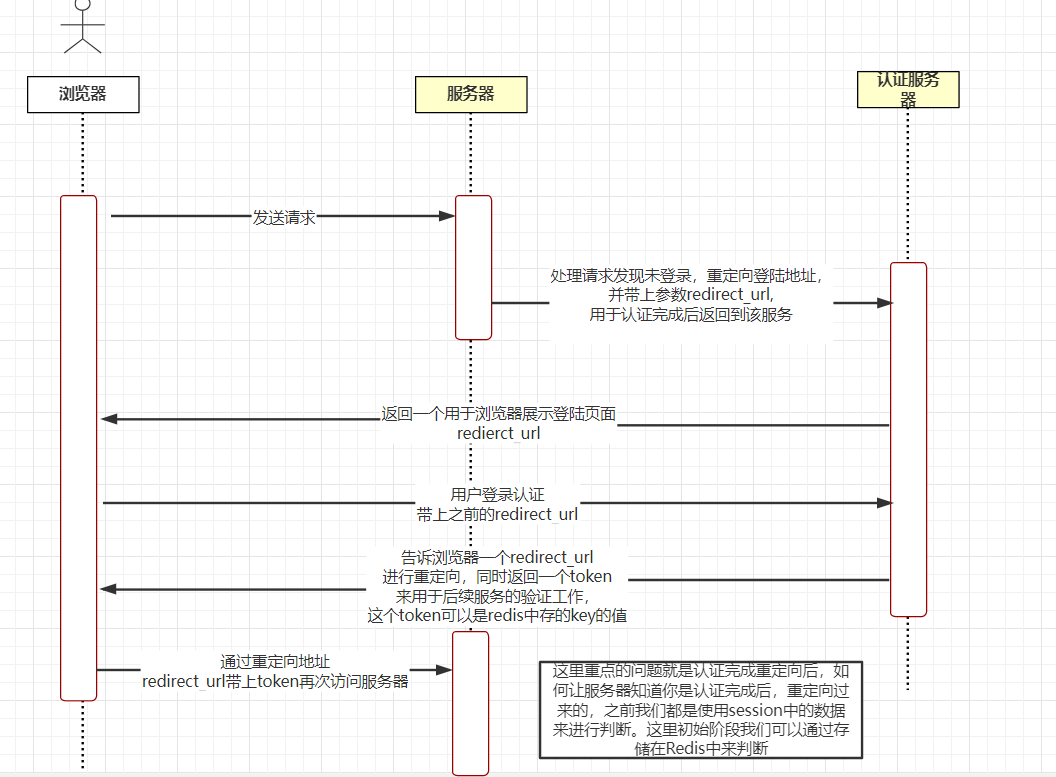 浏览器
服务器
认证服务
器
发送请求
处理请求发现未登录，重定向登陆地址，
并带上参数redirect_url,
用于认证完成后返回到该服务
返回一个用于浏览器展示登陆页面
redierct_url
用户登录认证
带上之前的redirect_url
告诉浏览器一个redirect_url
进行重定向，同时返回一个token
来用于后续服务的验证工作，
这个token可以是redis中存的key的值
通过重定向地址
redirect_url带上token再次访问服务器
这里重点的问题就是认证完成重定向后，如
何让服务器知道你是认证完成后，重定向过
来的，之前我们都是使用session中的数据
来进行判断。这里初始阶段我们可以通过存
储在Redis中来判断